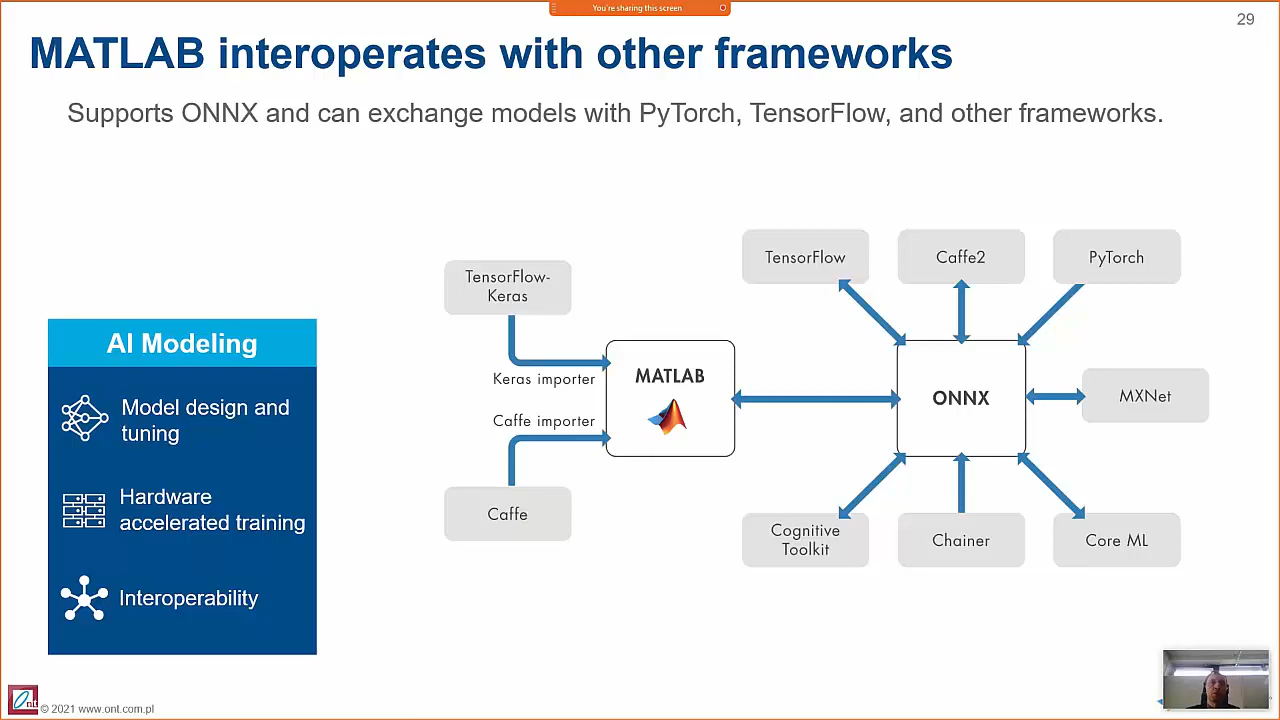 You're sharing this screen
29
MATLAB interoperates with other frameworks
Supports ONNX and can exchange models with PyTorch, TensorFlow, and other frameworks.
TensorFlow
Caffe2
PyTorch
TensorFlow-
Keras
AI Modeling
Model design and
tuning
Hardware
accelerated training
Interoperability
Keras importer
Caffe importer
MATLAB
ONNX
MXNet
Caffe
Cognitive
Toolkit
Chainer
Core ML
Ont
© 2021 www.ont.com.pl